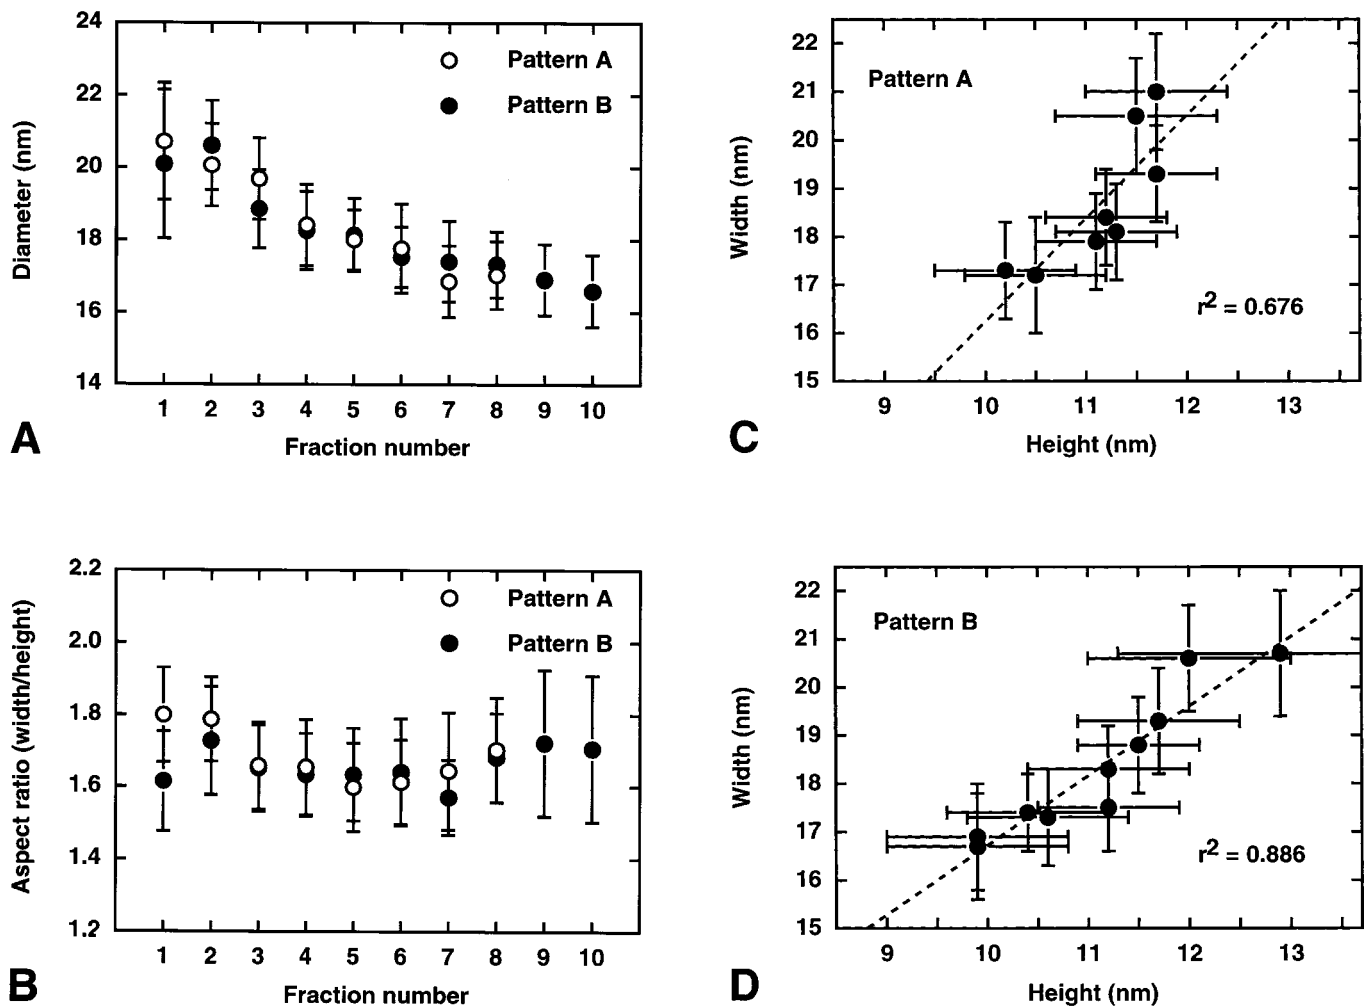 24
22
20
18
16
14
Diameter (nm)
Pattern A
Pattern B
1 2 3 4 5 6 7 8 9 10
Fraction number
A
2.2
2.0
1.8
1.6
1.4
1.2
Aspect ratio (width/height)
Pattern A
Pattern B
1 2 3 4 5 6 7 8 9 10
Fraction number
B
22
21
20
19
18
17
16
15
Width (nm)
Pattern A
r2 = 0.676
9 10 11 12 13
Height (nm)
C
22
21
20
19
18
17
16
15
Width (nm)
Pattern B
r2 = 0.886
9 10 11 12 13
Height (nm)
D